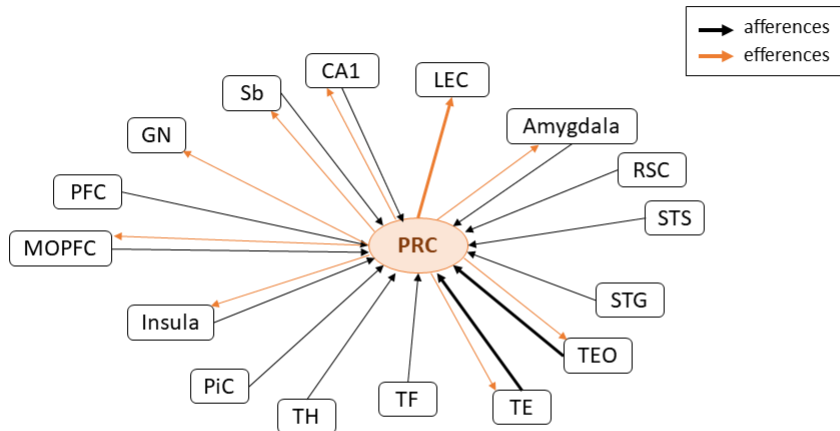 afferences
efferences
CA1
LEC
Sb
Amygdala
GN
RSC
PFC
STS
MOPFC
PRC
STG
Insula
TEO
PiC
TF
TE
TH